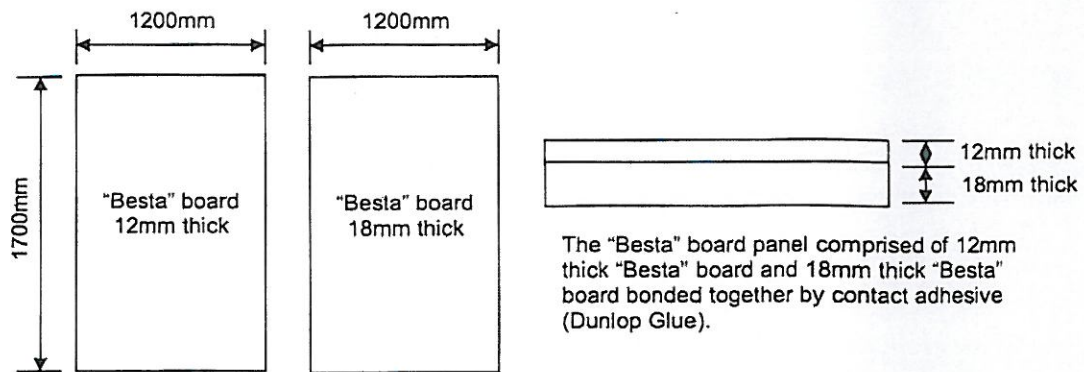 1200mm
1200mm
1700mm
"Besta" board
12mm thick
"Besta" board
18mm thick
12mm thick
18mm thick
The "Besta" board panel comprised of 12mm
thick "Besta" board and 18mm thick "Besta"
board bonded together by contact adhesive
(Dunlop Glue).